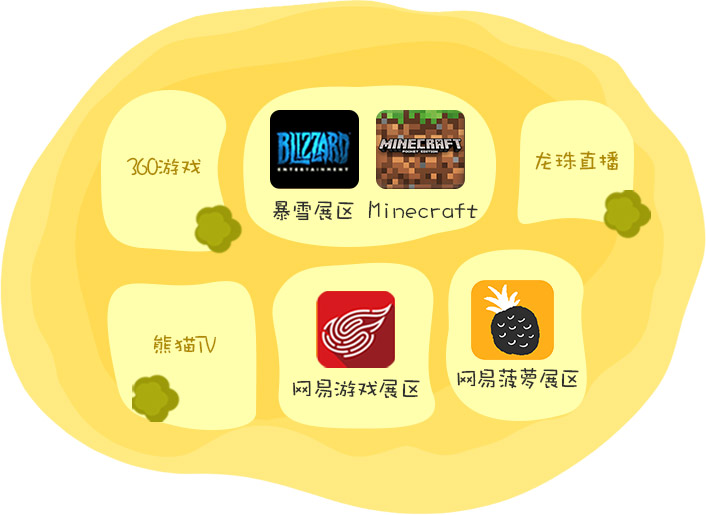 360游戏
BLIZZARD
ENTERTAINMENT
MINECRAFT
POCKET EDITION
暴雪展区 Minecraft
龙珠直播
熊猫TV
网易游戏展区
网易菠萝展区